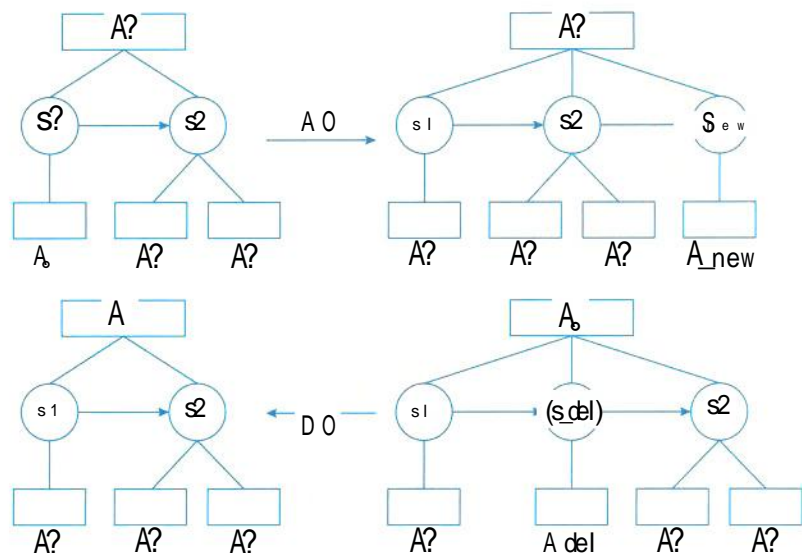 A? A?
s? s2 A O s l s2 S e w
A。 A? A? A? A? A? A_new
A A。
s 1 s2 D O s l (s_del) s2
A? A? A? A? A del A? A?